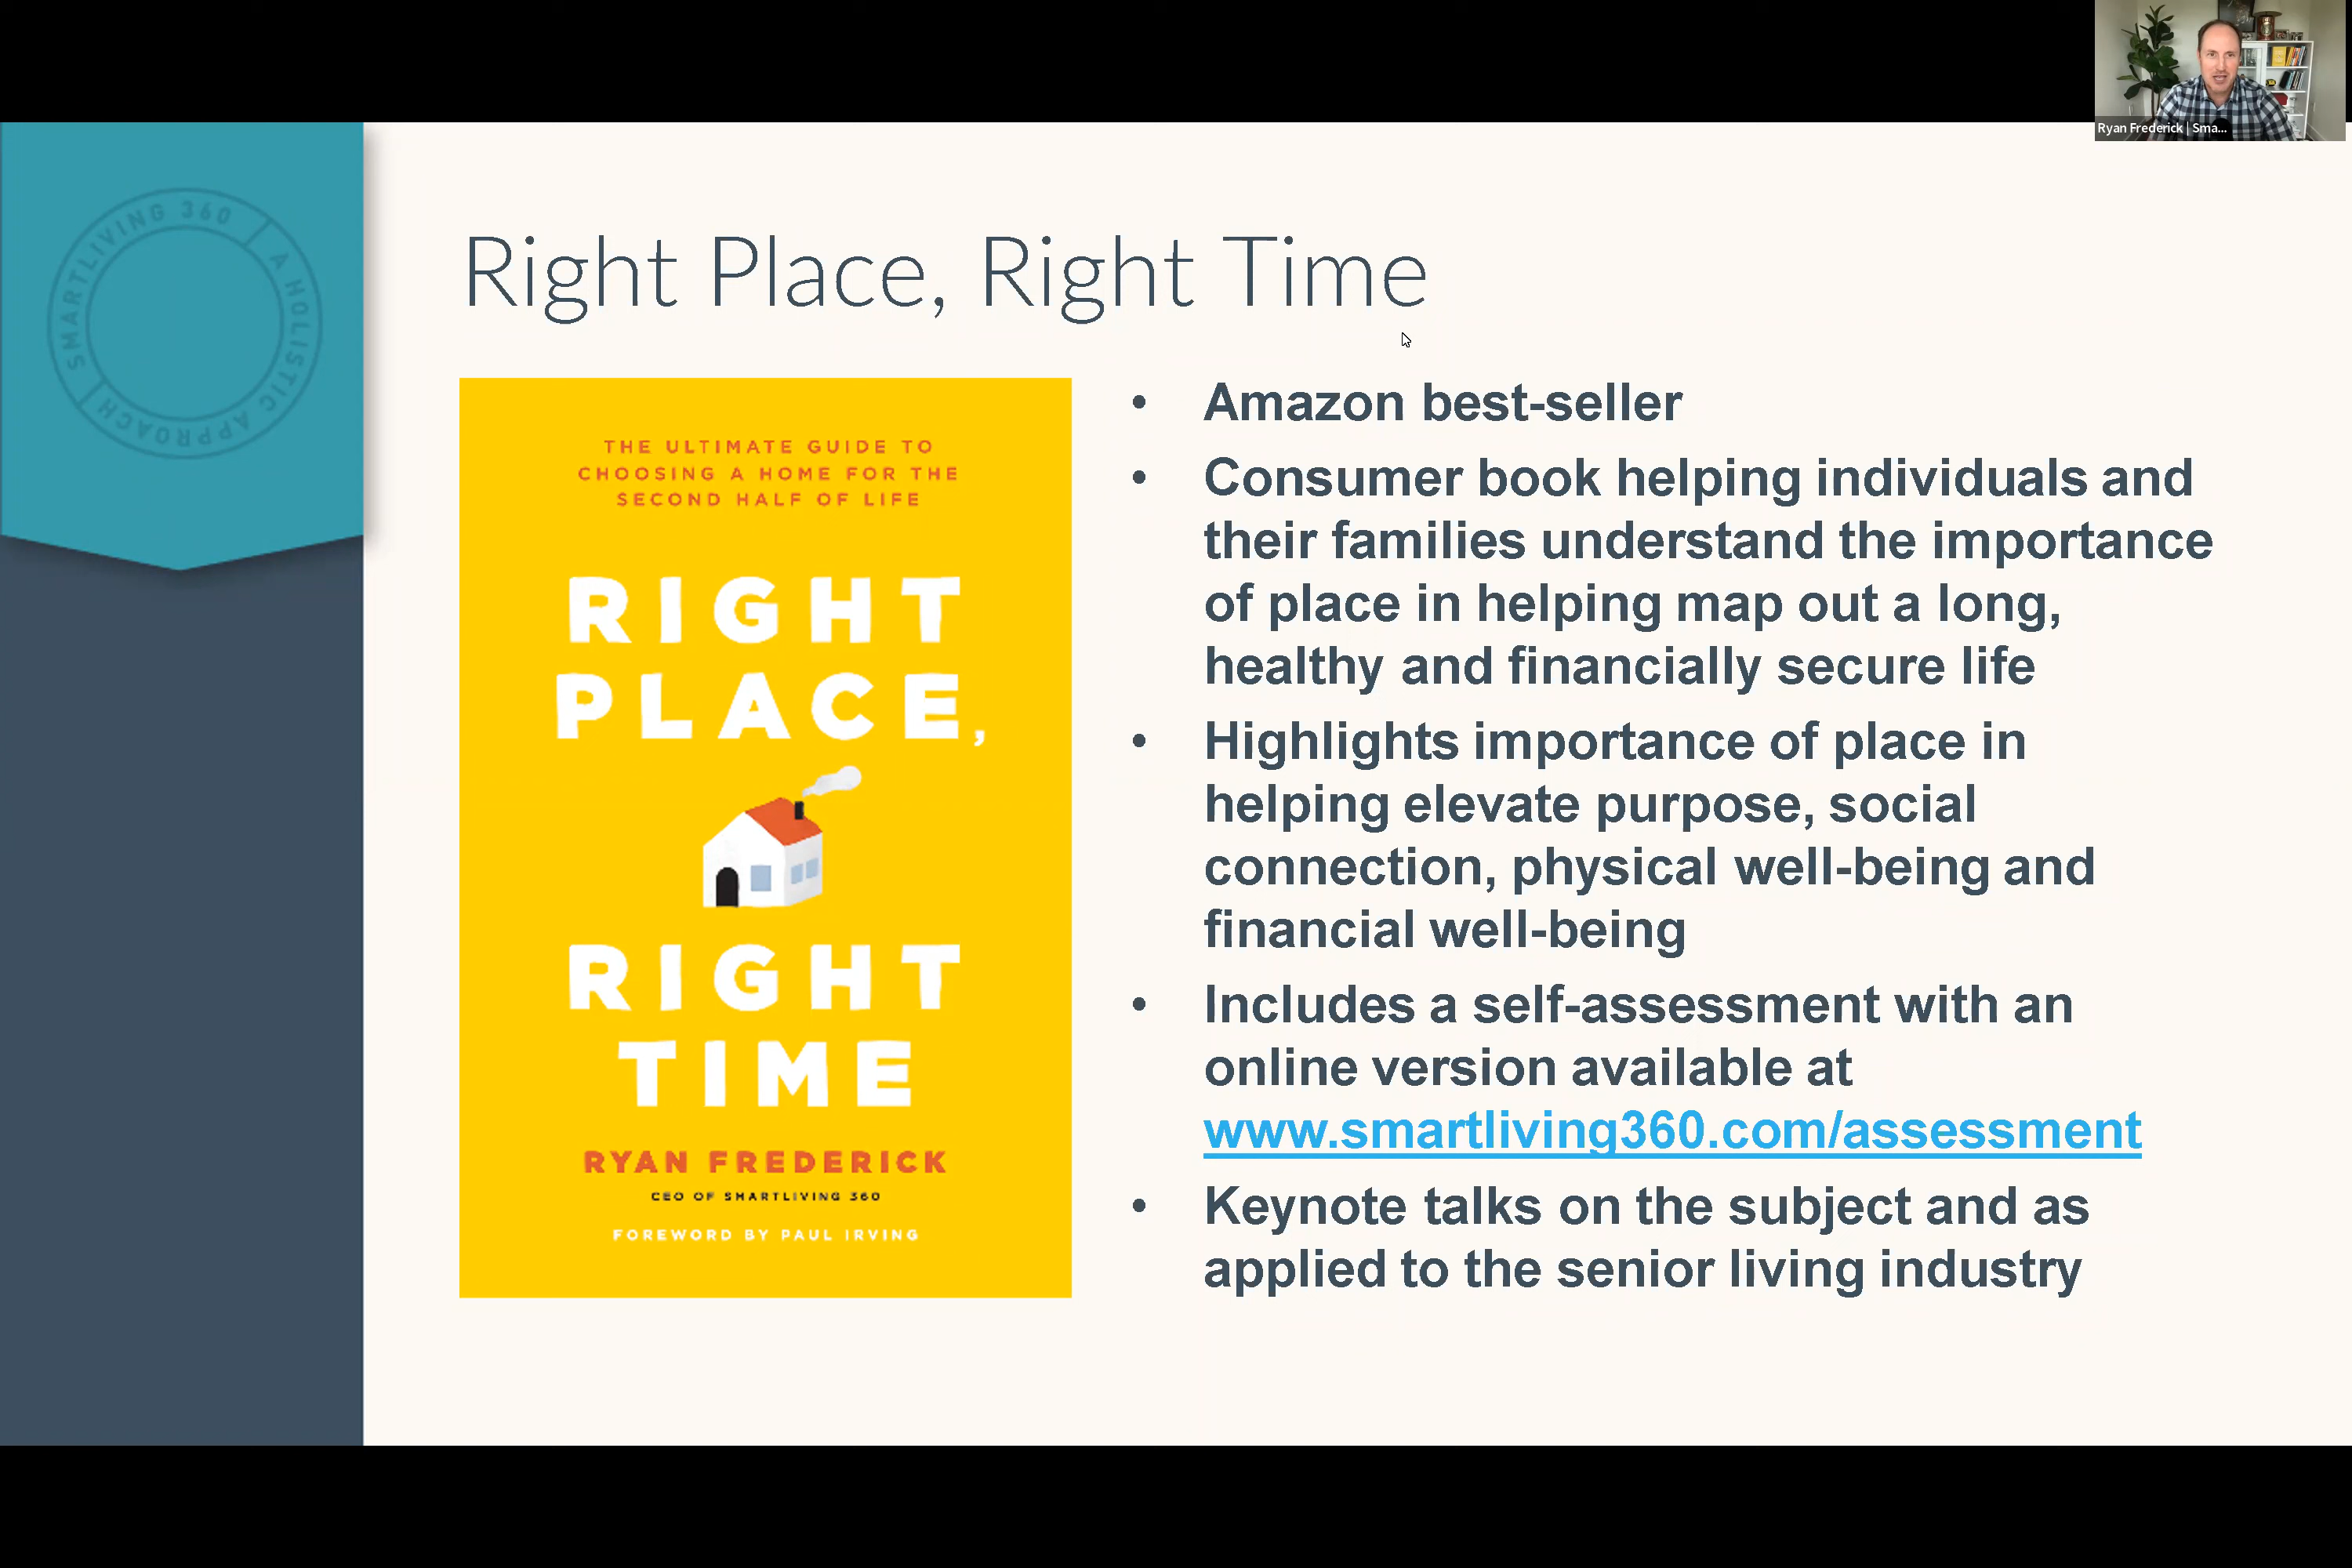 Ryan Frederick | Sma...
SMARTLIVING 360 | A HOLISTIC APPROACH |
Right Place, Right Time
THE ULTIMATE GUIDE TO
CHOOSING A HOME FOR THE
SECOND HALF OF LIFE
RIGHT
PLACE,
RIGHT
TIME
RYAN FREDERICK
CEO OF SMARTLIVING 360
FOREWORD BY PAUL IRVING
• Amazon best-seller
• Consumer book helping individuals and
their families understand the importance
of place in helping map out a long,
healthy and financially secure life
• Highlights importance of place in
helping elevate purpose, social
connection, physical well-being and
financial well-being
• Includes a self-assessment with an
online version available at
www.smartliving360.com/assessment
• Keynote talks on the subject and as
applied to the senior living industry